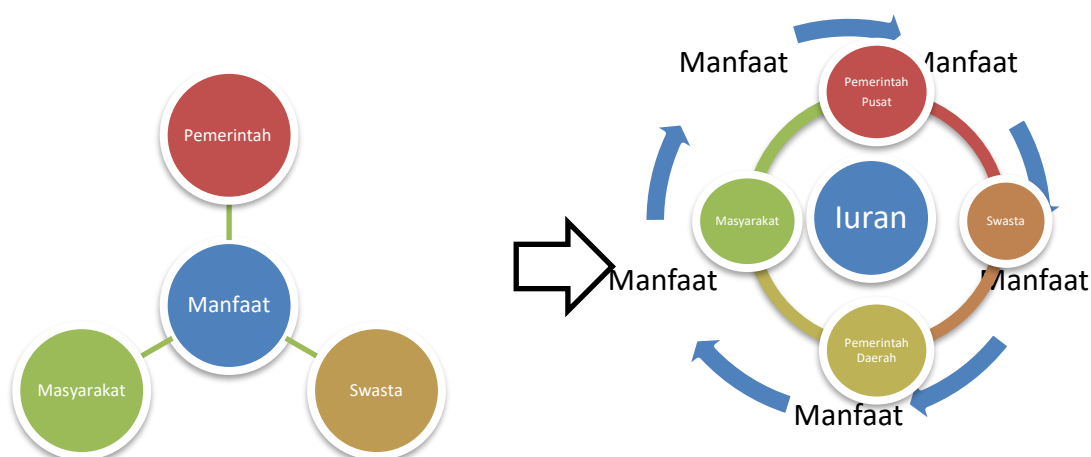 Pemerintah
Manfaat
Masyarakat
Swasta
Manfaat
Manfaat
Pemerintah
Pusat
Masyarakat
Iuran
Swasta
Manfaat
Manfaat
Pemerintah
Daerah
Manfaat